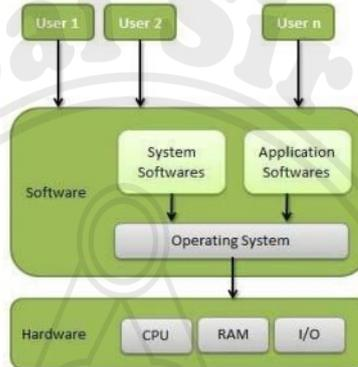 User 1 User 2 User n
System Softwares
Application Softwares
Software
Operating System
Hardware CPU RAM I/O